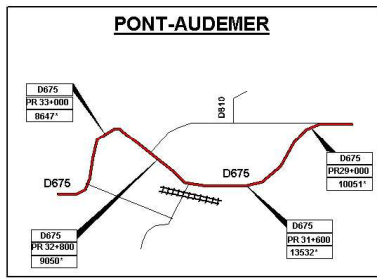 PONT-AUDEMER
D675
PR 33+000
8647*
D810
D675
PR29+000
10051*
D675
D675
D675
PR 32+800
9050*
D675
PR 31+600
13532*